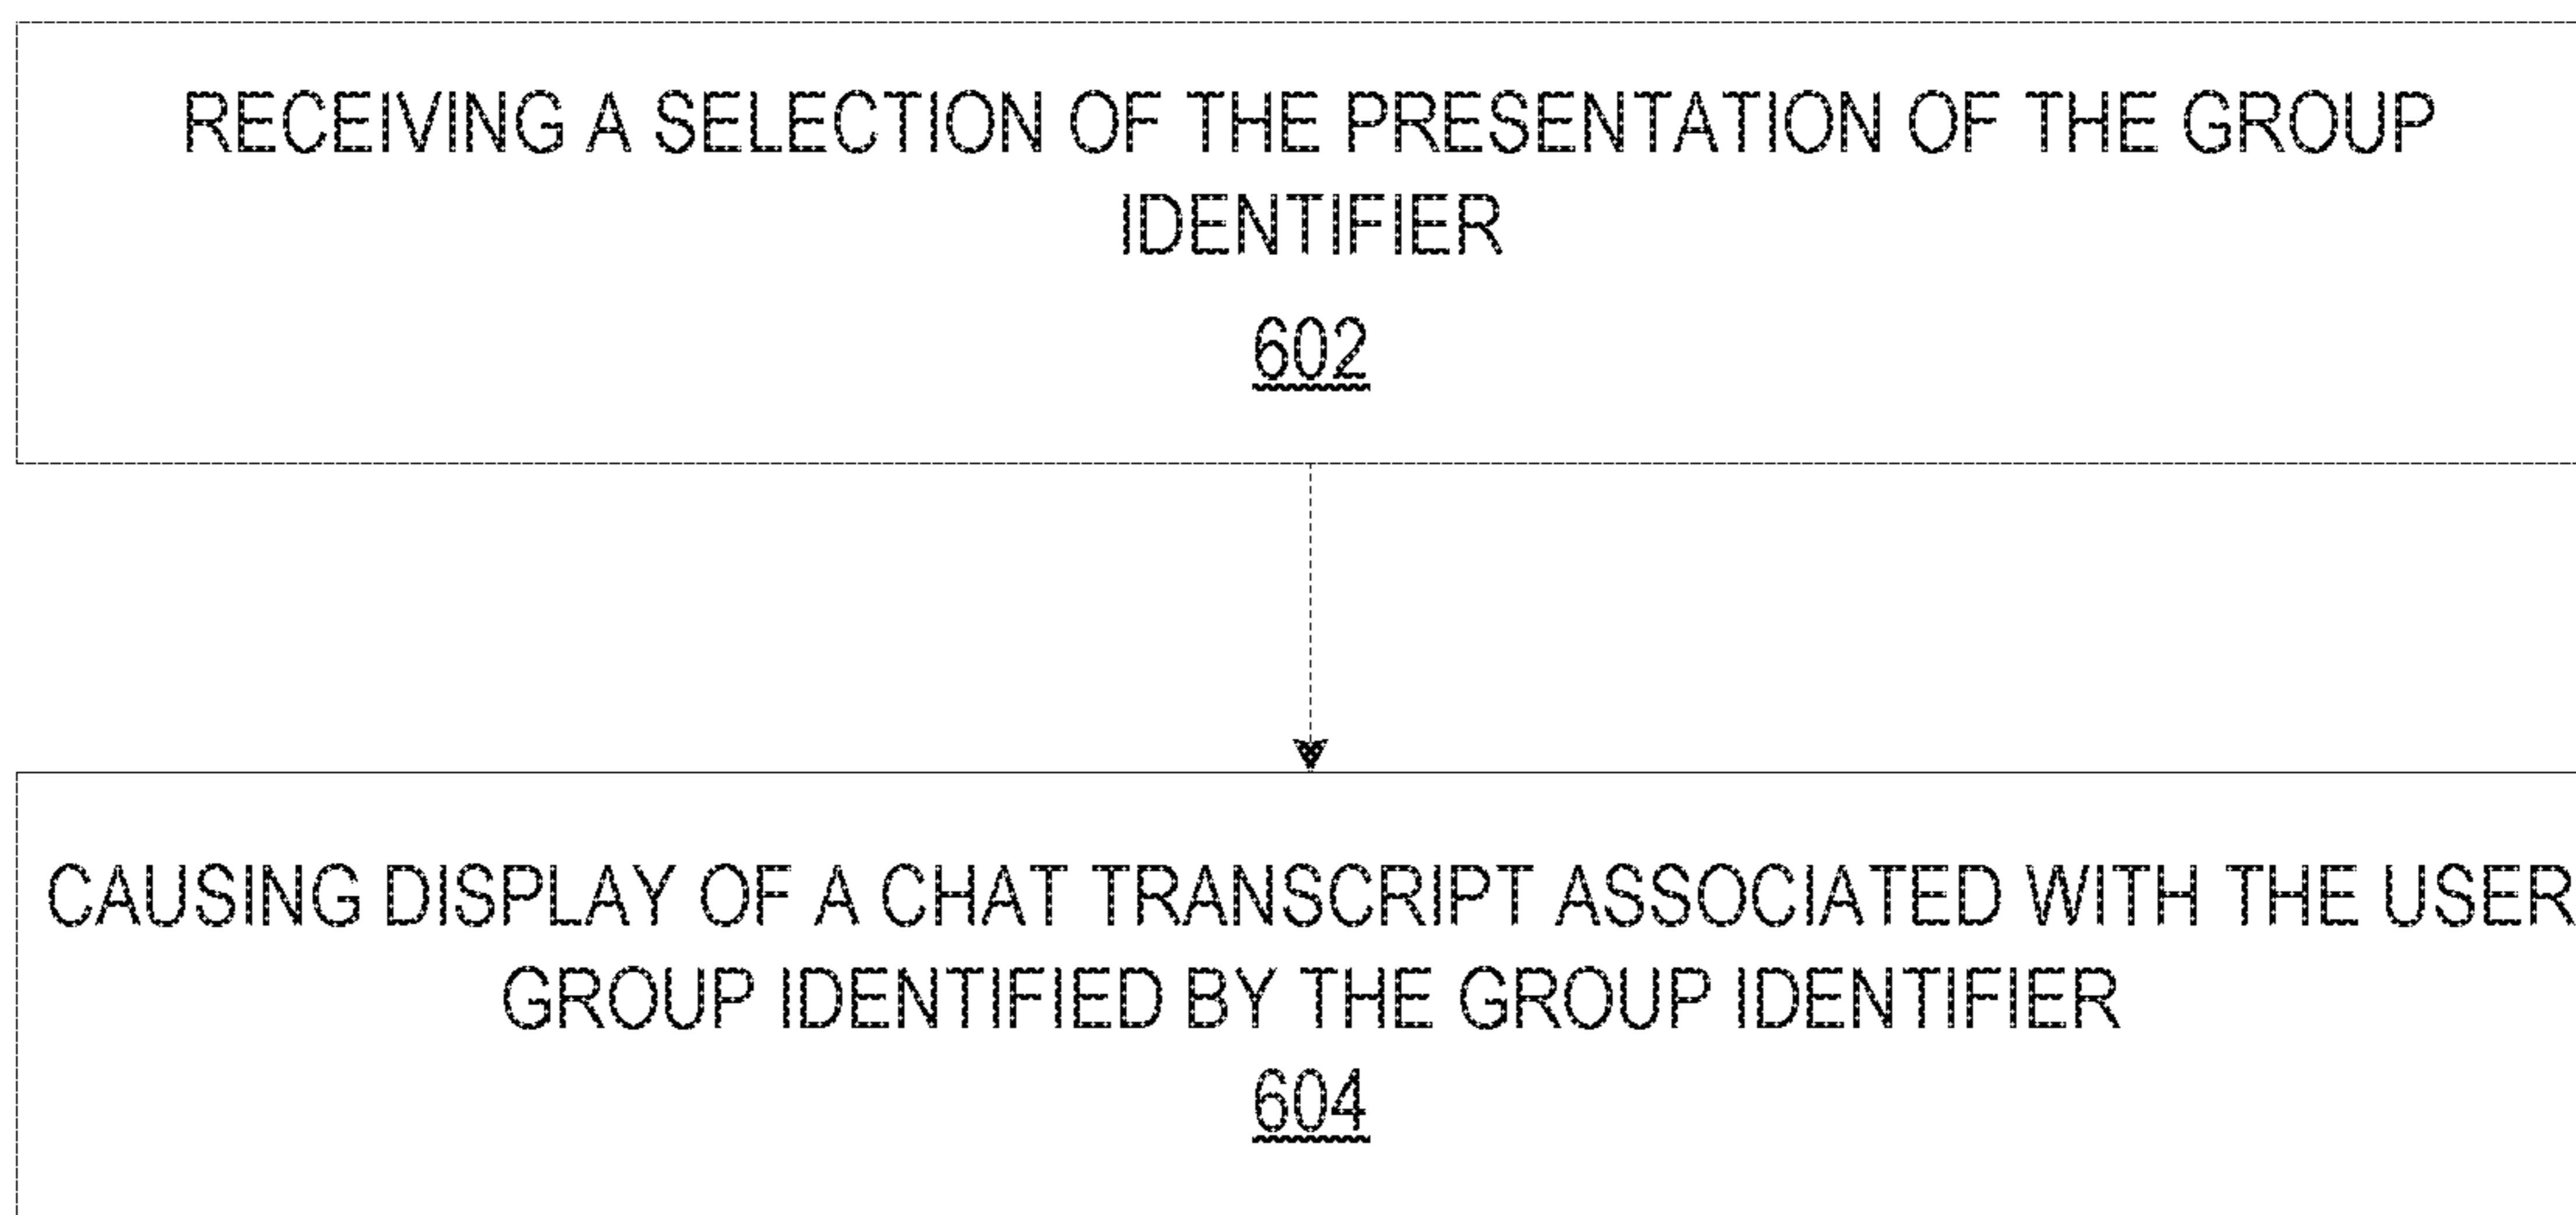 RECEIVING A SELECTION OF THE PRESENTATION OF THE GROUP
IDENTIFIER
602
CAUSING DISPLAY OF A CHAT TRANSCRIPT ASSOCIATED WITH THE USER
GROUP IDENTIFIED BY THE GROUP IDENTIFIER
604